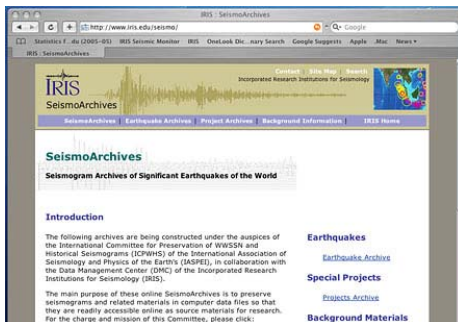 IRIS : SeismoArchives
http://www.iris.edu/seismo/
Google
Statistics f...du (2005-05) IRIS Seismic Monitor IRIS OneLook Dic...nary Search Google Suggests Apple .Mac News
IRIS : SeismoArchives
Contact Site Map Search
Incorporated Research Institutions for Seismology
IRIS
SeismoArchives
SeismoArchives | Earthquake Archives | Project Archives | Background Information | IRIS Home
SeismoArchives
Seismogram Archives of Significant Earthquakes of the World
Introduction
The following archives are being constructed under the auspices of
the International Committee for Preservation of WWSSN and
Historical Seismograms (ICPWHS) of the International Association of
Seismology and Physics of the Earth's (IASPEI), in collaboration with
the Data Management Center (DMC) of the Incorporated Research
Institutions for Seismology (IRIS).
The main purpose of these online SeismoArchives is to preserve
seismograms and related materials in computer data files so that
they are readily accessible online as source materials for research.
For the charge and mission of this Committee, please click:
Earthquakes
Earthquake Archive
Special Projects
Projects Archive
Background Materials